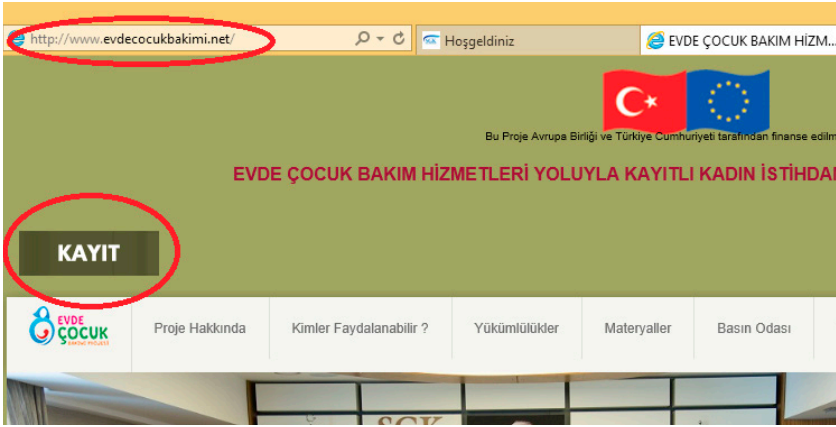 http://www.evdecocukbakimi.net/
Hoşgeldiniz
EVDE ÇOCUK BAKIM HİZM...
Bu Proje Avrupa Birliği ve Türkiye Cumhuriyeti tarafından finanse edilm
EVDE ÇOCUK BAKIM HİZMETLERİ YOLUYLA KAYITLI KADIN İSTİHDA
KAYIT
EVDE
ÇOCUK
Proje Hakkında
Kimler Faydalanabilir ?
Yükümlülükler
Materyaller
Basın Odası
SGK